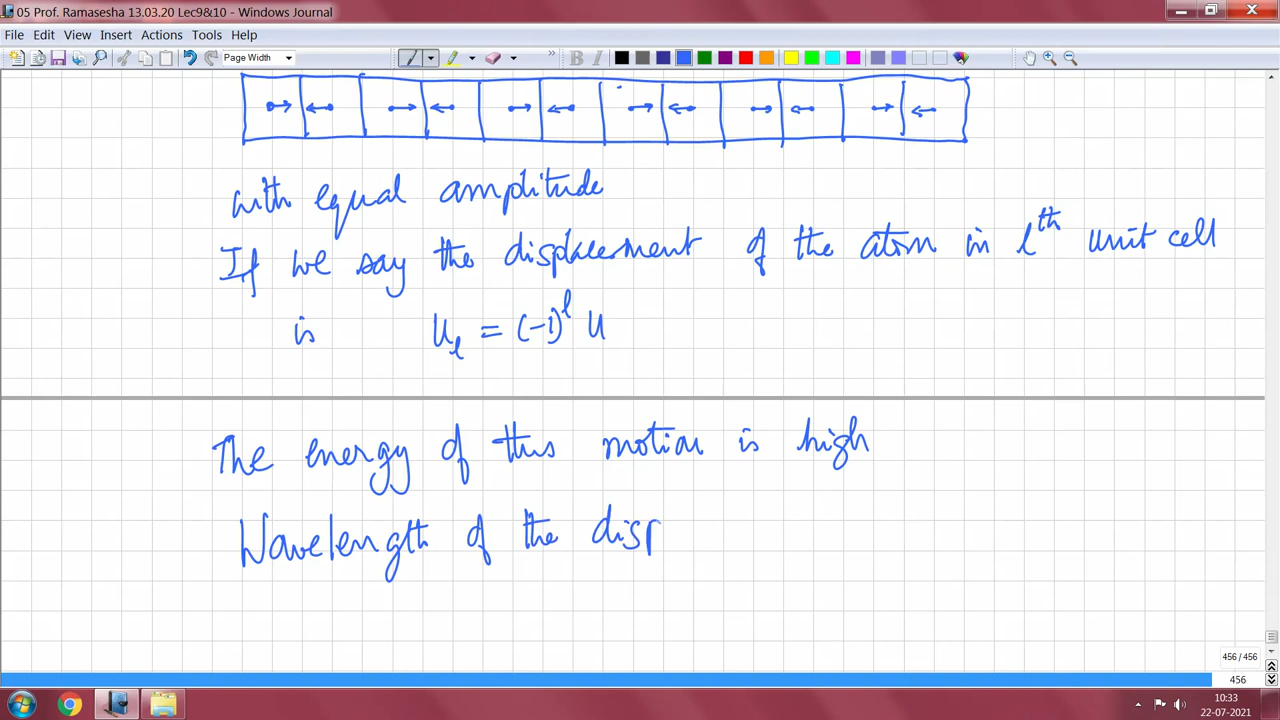 05 Prof. Ramasesha 13.03.20 Lec9&10 - Windows Journal
File Edit View Insert Actions Tools Help
Page Width
with equal amplitude
If we say the displacement of the atom in lth unit cell
is u_l = (-1)^l u
The energy of this motion is high
Wavelength of the disp
456 / 456
456
10:33
22-07-2021